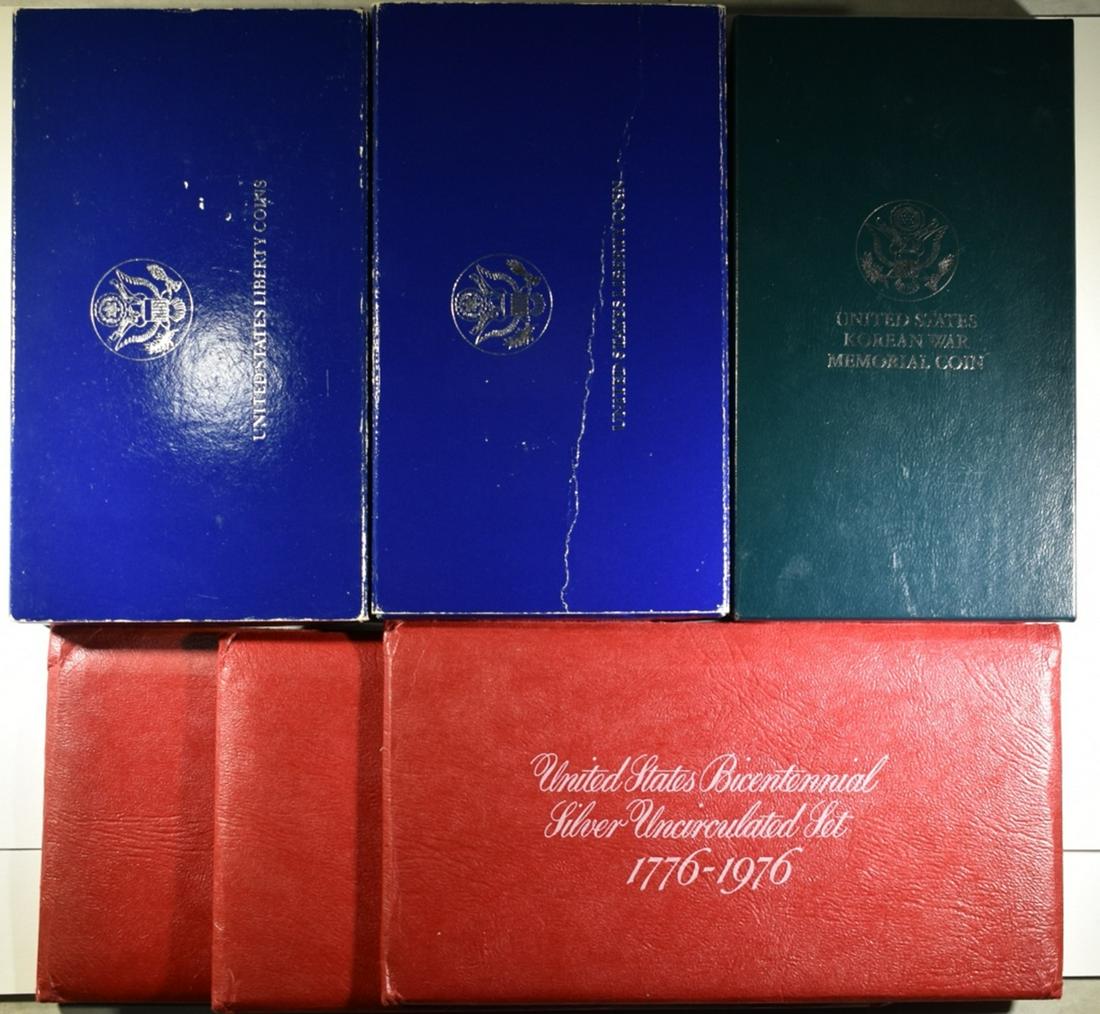 UNITED STATES LIBERTY COINS
UNITED STATES LIBERTY COIN
UNITED STATES
KOREAN WAR
MEMORIAL COIN
United States Bicentennial
Silver Uncirculated Set
1776-1976